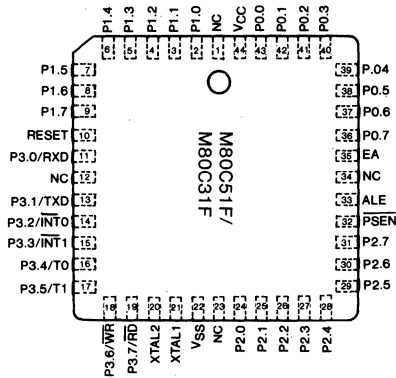 P1.4 P1.3 P1.2 P1.1 P1.0 NC VCC P0.0 P0.1 P0.2 P0.3
6 5 4 3 2 1 44 43 42 41 40
P1.5 7
P1.6 8
P1.7 9
RESET 10
P3.0/RXD 11
NC 12
P3.1/TXD 13
P3.2/INT0 14
P3.3/INT1 15
P3.4/T0 16
P3.5/T1 17
M80C51F/
M80C31F
39 P.04
38 P0.5
37 P0.6
36 P0.7
35 EA
34 NC
33 ALE
32 PSEN
31 P2.7
30 P2.6
29 P2.5
18 19 20 21 22 23 24 25 26 27 28
P3.6/WR P3.7/RD XTAL2 XTAL1 VSS NC P2.0 P2.1 P2.2 P2.3 P2.4